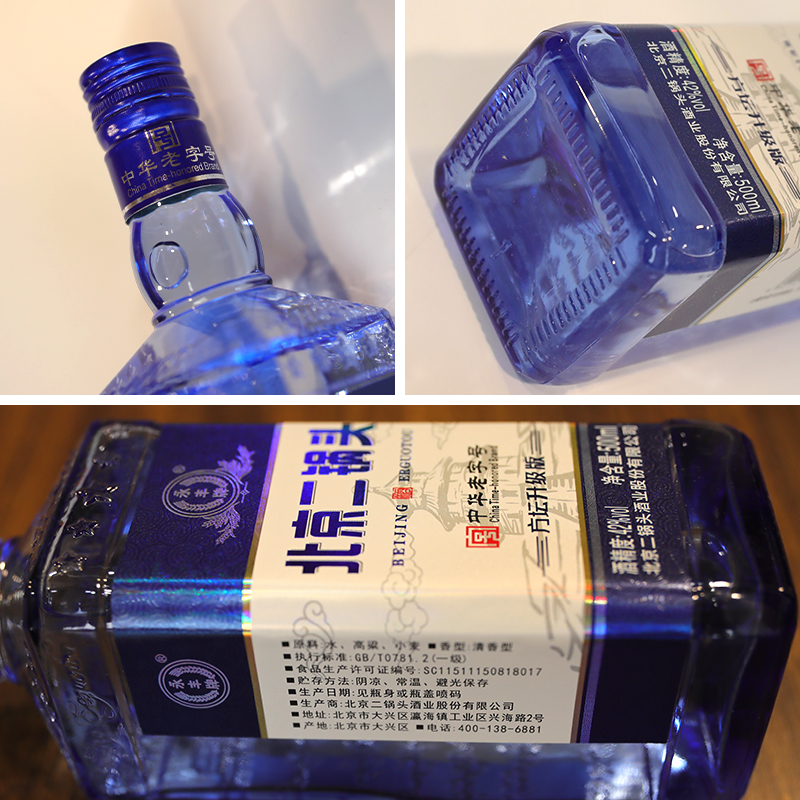 中华老字号
China Time-honored Brand
酒精度:42%vol
净含量:500ml
北京二锅头酒业股份有限公司
方坛升级版
中华老
永丰牌
®
北京二锅头
BEIJING
ERGUOTOU
中华老字号
China Time-honored Brand
方坛升级版
酒精度:42%vol
净含量:500ml
北京二锅头酒业股份有限公司
永丰牌
®
■原料:水、高粱、小麦 ■香型:清香型
■执行标准:GB/T0781.2(一级)
■食品生产许可证编号:SC11511150818017
■贮存方法:阴凉、常温、避光保存
■生产日期:见瓶身或瓶盖喷码
■生产商:北京二锅头酒业股份有限公司
■地址:北京市大兴区瀛海镇工业区兴海路2号
■产地:北京市大兴区 ■电话:400-138-6881